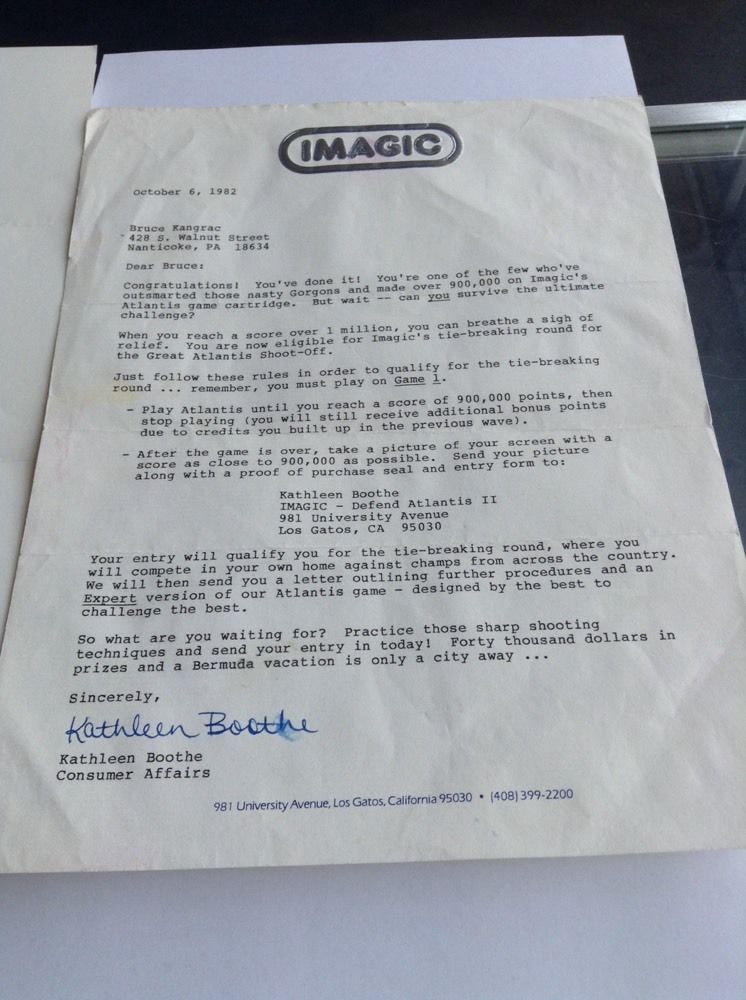 IMAGIC
October 6, 1982
Bruce Kangrac
428 S. Walnut Street
Nanticoke, PA 18634
Dear Bruce:
Congratulations! You've done it! You're one of the few who've
outsmarted those nasty Gorgons and made over 900,000 on Imagic's
Atlantis game cartridge. But wait -- can you survive the ultimate
challenge?
When you reach a score over 1 million, you can breathe a sigh of
relief. You are now eligible for Imagic's tie-breaking round for
the Great Atlantis Shoot-Off.
Just follow these rules in order to qualify for the tie-breaking
round ... remember, you must play on Game 1.
- Play Atlantis until you reach a score of 900,000 points, then
stop playing (you will still receive additional bonus points
due to credits you built up in the previous wave).
- After the game is over, take a picture of your screen with a
score as close to 900,000 as possible. Send your picture
along with a proof of purchase seal and entry form to:
Kathleen Boothe
IMAGIC - Defend Atlantis II
981 University Avenue
Los Gatos, CA 95030
Your entry will qualify you for the tie-breaking round, where you
will compete in your own home against champs from across the country.
We will then send you a letter outlining further procedures and an
Expert version of our Atlantis game - designed by the best to
challenge the best.
So what are you waiting for? Practice those sharp shooting
techniques and send your entry in today! Forty thousand dollars in
prizes and a Bermuda vacation is only a city away ...
Sincerely,
Kathleen Boothe
Kathleen Boothe
Consumer Affairs
981 University Avenue, Los Gatos, California 95030 • (408) 399-2200